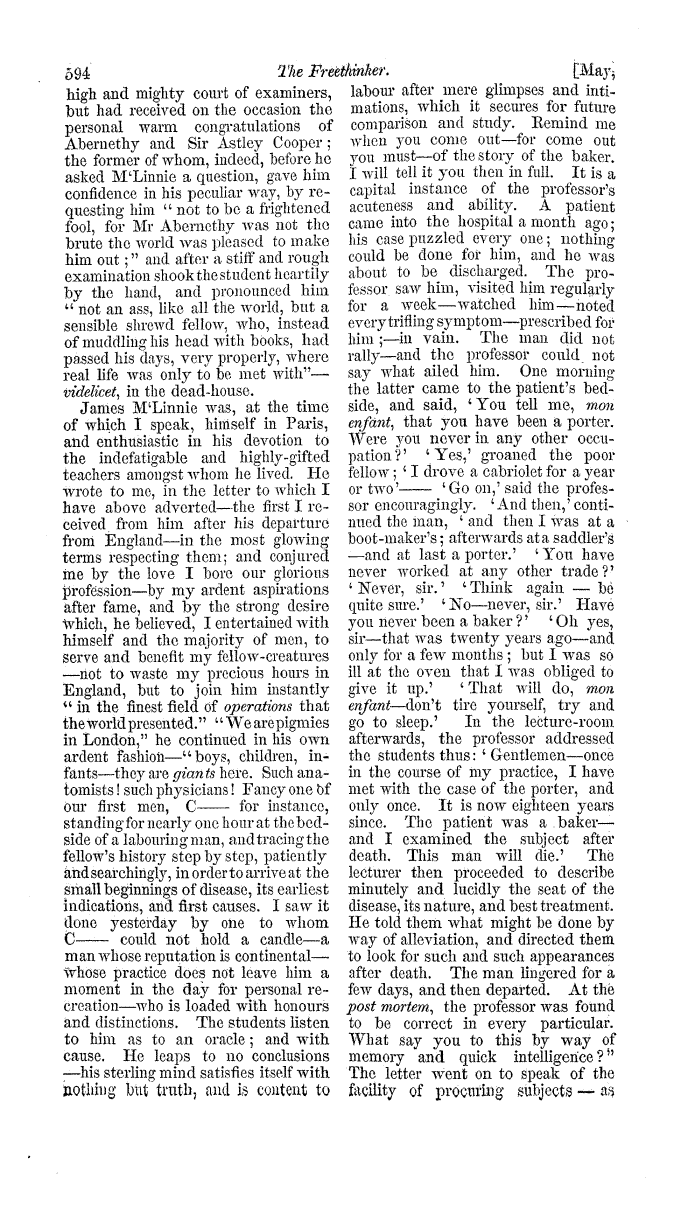 594
The Freethinker.
[May,
high and mighty court of examiners,
but had received on the occasion the
personal warm congratulations of
Abernethy and Sir Astley Cooper;
the former of whom, indeed, before he
asked M‘Linnie a question, gave him
confidence in his peculiar way, by re-
questing him “ not to be a frightened
fool, for Mr Abernethy was not the
brute the world was pleased to make
him out;” and after a stiff and rough
examination shook the student heartily
by the hand, and pronounced him
“ not an ass, like all the world, but a
sensible shrewd fellow, who, instead
of muddling his head with books, had
passed his days, very properly, where
real life was only to be met with”—
videlicet, in the dead-house.
James M‘Linnie was, at the time
of which I speak, himself in Paris,
and enthusiastic in his devotion to
the indefatigable and highly-gifted
teachers amongst whom he lived. He
wrote to me, in the letter to which I
have above adverted—the first I re-
ceived from him after his departure
from England—in the most glowing
terms respecting them; and conjured
me by the love I bore our glorious
profession—by my ardent aspirations
after fame, and by the strong desire
which, he believed, I entertained with
himself and the majority of men, to
serve and benefit my fellow-creatures
—not to waste my precious hours in
England, but to join him instantly
“ in the finest field of operations that
the world presented.” “We are pigmies
in London,” he continued in his own
ardent fashion—“boys, children, in-
fants—they are giants here. Such ana-
tomists! such physicians! Fancy one of
our first men, C—— for instance,
standing for nearly one hour at the bed-
side of a labouring man, and tracing the
fellow's history step by step, patiently
and searchingly, in order to arrive at the
small beginnings of disease, its earliest
indications, and first causes. I saw it
done yesterday by one to whom
C—— could not hold a candle—a
man whose reputation is continental—
whose practice does not leave him a
moment in the day for personal re-
creation—who is loaded with honours
and distinctions. The students listen
to him as to an oracle; and with
cause. He leaps to no conclusions
—his sterling mind satisfies itself with
nothing but truth, and is content to
labour after mere glimpses and inti-
mations, which it secures for future
comparison and study. Remind me
when you come out—for come out
you must—of the story of the baker.
I will tell it you then in full. It is a
capital instance of the professor's
acuteness and ability. A patient
came into the hospital a month ago;
his case puzzled every one; nothing
could be done for him, and he was
about to be discharged. The pro-
fessor saw him, visited him regularly
for a week—watched him—noted
every trifling symptom—prescribed for
him;—in vain. The man did not
rally—and the professor could not
say what ailed him. One morning
the latter came to the patient's bed-
side, and said, ‘ You tell me, mon
enfant, that you have been a porter.
Were you never in any other occu-
pation?’ ‘ Yes,’ groaned the poor
fellow; ‘ I drove a cabriolet for a year
or two’—— ‘ Go on,’ said the profes-
sor encouragingly. ‘And then,’ conti-
nued the man, ‘ and then I was at a
boot-maker's; afterwards at a saddler's
—and at last a porter.’ ‘ You have
never worked at any other trade?’
‘ Never, sir.’ ‘ Think again — be
quite sure.’ ‘ No—never, sir.’ Have
you never been a baker?’ ‘ Oh yes,
sir—that was twenty years ago—and
only for a few months; but I was so
ill at the oven that I was obliged to
give it up.’ ‘ That will do, mon
enfant—don't tire yourself, try and
go to sleep.’ In the lecture-room
afterwards, the professor addressed
the students thus: ‘ Gentlemen—once
in the course of my practice, I have
met with the case of the porter, and
only once. It is now eighteen years
since. The patient was a baker—
and I examined the subject after
death. This man will die.’ The
lecturer then proceeded to describe
minutely and lucidly the seat of the
disease, its nature, and best treatment.
He told them what might be done by
way of alleviation, and directed them
to look for such and such appearances
after death. The man lingered for a
few days, and then departed. At the
post mortem, the professor was found
to be correct in every particular.
What say you to this by way of
memory and quick intelligence?”
The letter went on to speak of the
facility of procuring subjects — as